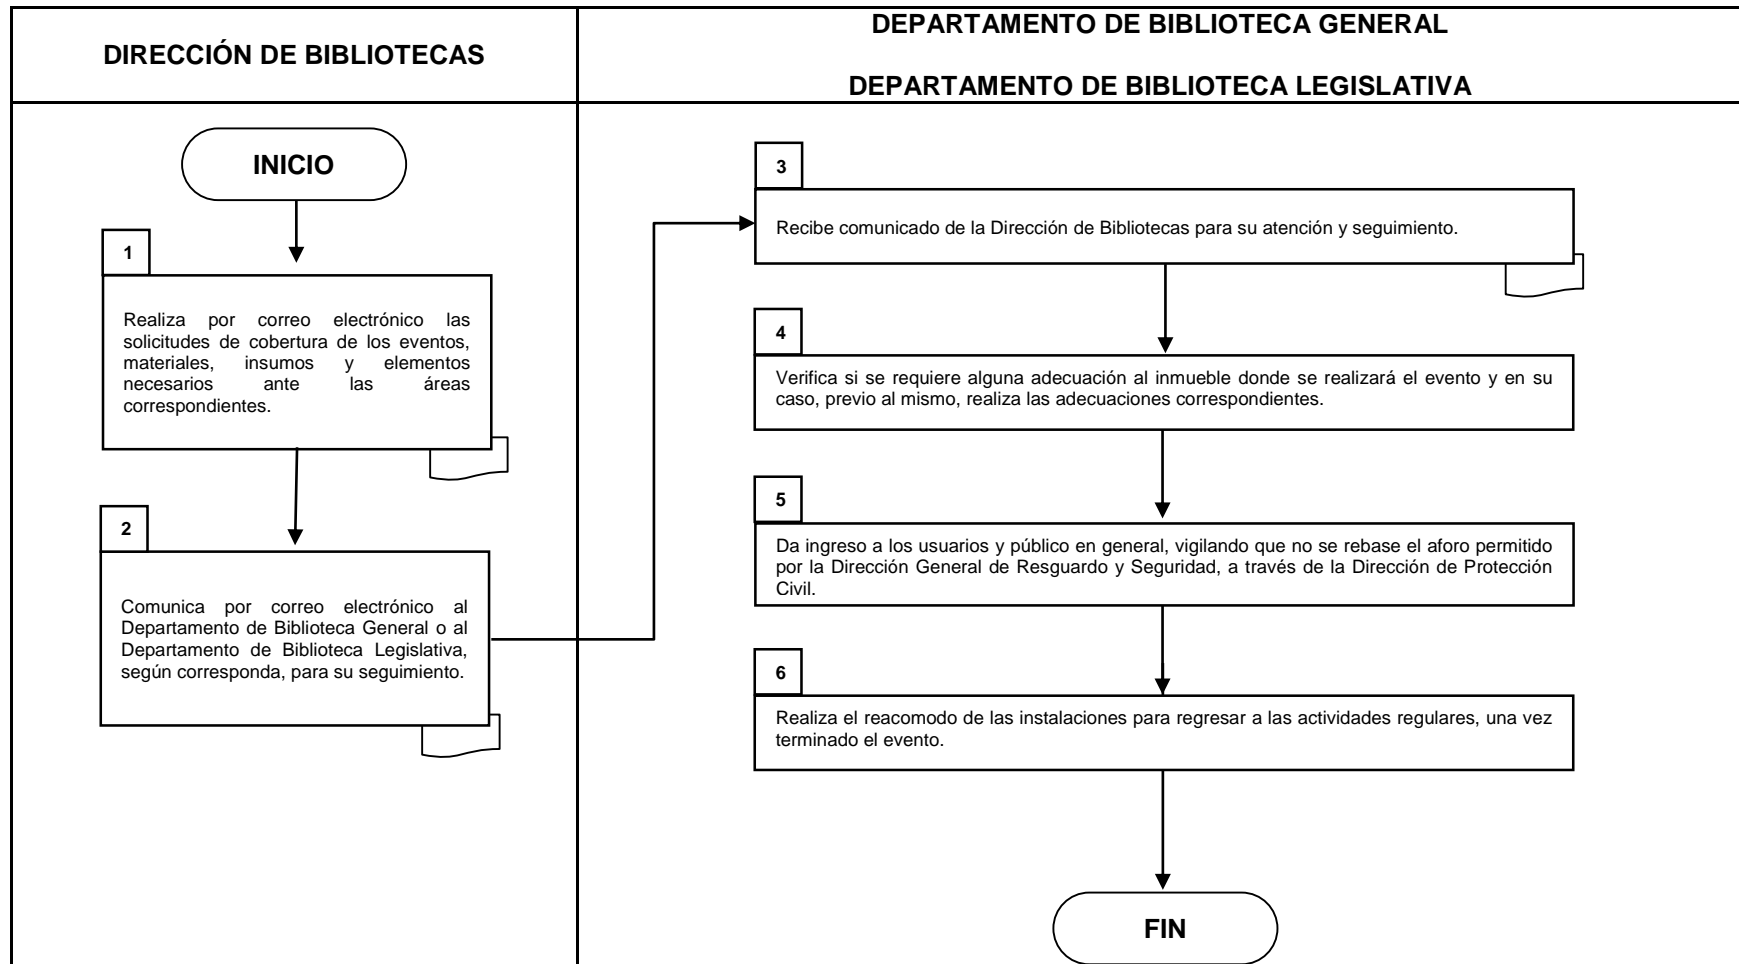 DIRECCIÓN DE BIBLIOTECAS
DEPARTAMENTO DE BIBLIOTECA GENERAL
DEPARTAMENTO DE BIBLIOTECA LEGISLATIVA
INICIO
1
Realiza por correo electrónico las
solicitudes de cobertura de los eventos,
materiales, insumos y elementos
necesarios ante las áreas
correspondientes.
2
Comunica por correo electrónico al
Departamento de Biblioteca General o al
Departamento de Biblioteca Legislativa,
según corresponda, para su seguimiento.
3
Recibe comunicado de la Dirección de Bibliotecas para su atención y seguimiento.
4
Verifica si se requiere alguna adecuación al inmueble donde se realizará el evento y en su
caso, previo al mismo, realiza las adecuaciones correspondientes.
5
Da ingreso a los usuarios y público en general, vigilando que no se rebase el aforo permitido
por la Dirección General de Resguardo y Seguridad, a través de la Dirección de Protección
Civil.
6
Realiza el reacomodo de las instalaciones para regresar a las actividades regulares, una vez
terminado el evento.
FIN